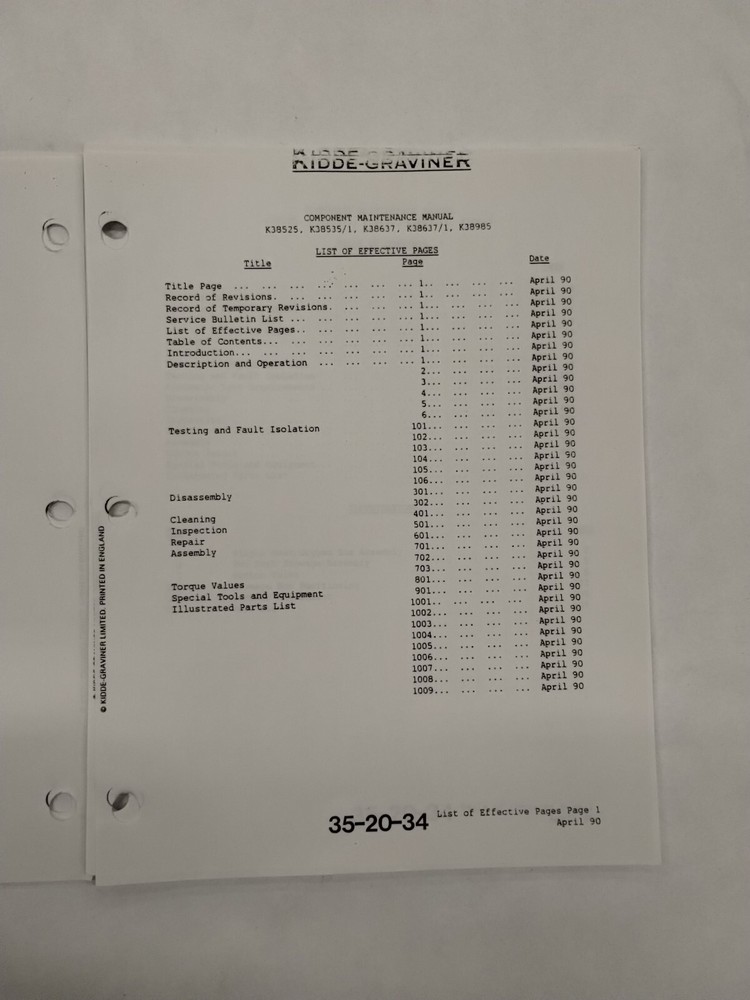 KIDDE-GRAVINER
COMPONENT MAINTENANCE MANUAL
K38525, K38535/1, K38637, K38637/1, K38985
LIST OF EFFECTIVE PAGES
Title Page Date
Title Page ... ... ... ... ... ... ... 1.. ... ... ... April 90
Record of Revisions. ... ... ... ... ... 1.. ... ... ... April 90
Record of Temporary Revisions. ... ... ... 1... ... ... ... April 90
Service Bulletin List ... ... ... ... ... 1... ... ... ... April 90
List of Effective Pages.. ... ... ... ... 1... ... ... ... April 90
Table of Contents... ... ... ... ... ... 1... ... ... ... April 90
Introduction... ... ... ... ... ... ... 1... ... ... ... April 90
Description and Operation ... ... ... ... 1... ... ... ... April 90
2... ... ... ... April 90
3... ... ... ... April 90
4... ... ... ... April 90
5... ... ... ... April 90
6... ... ... ... April 90
Testing and Fault Isolation 101... ... ... ... April 90
102... ... ... ... April 90
103... ... ... ... April 90
104... ... ... ... April 90
105... ... ... ... April 90
106... ... ... ... April 90
Disassembly 301... ... ... ... April 90
302... ... ... ... April 90
Cleaning 401... ... ... ... April 90
Inspection 501... ... ... ... April 90
Repair 601... ... ... ... April 90
Assembly 701... ... ... ... April 90
702... ... ... ... April 90
703... ... ... ... April 90
Torque Values 801... ... ... ... April 90
Special Tools and Equipment 901... ... ... ... April 90
Illustrated Parts List 1001.. ... ... ... April 90
1002... ... ... ... April 90
1003... ... ... ... April 90
1004... ... ... ... April 90
1005... ... ... ... April 90
1006... ... ... ... April 90
1007... ... ... ... April 90
1008... ... ... ... April 90
1009... ... ... ... April 90
© KIDDE-GRAVINER LIMITED. PRINTED IN ENGLAND
35-20-34 List of Effective Pages Page 1
April 90